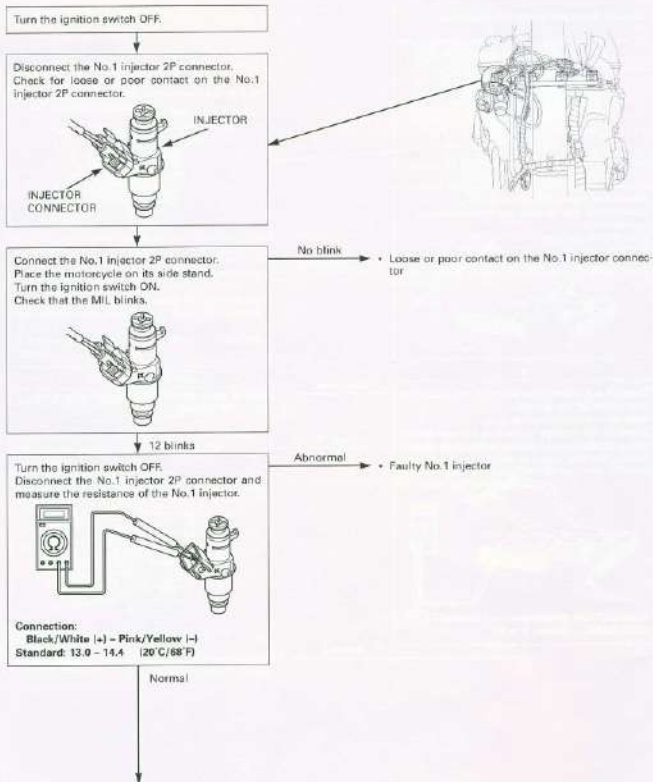 Turn the ignition switch OFF.
Disconnect the No.1 injector 2P connector.
Check for loose or poor contact on the No.1
injector 2P connector.
INJECTOR
INJECTOR
CONNECTOR
Connect the No.1 injector 2P connector.
Place the motorcycle on its side stand.
Turn the ignition switch ON.
Check that the MIL blinks.
No blink
• Loose or poor contact on the No.1 injector connec-
tor
12 blinks
Turn the ignition switch OFF.
Disconnect the No.1 injector 2P connector and
measure the resistance of the No.1 injector.
Abnormal
• Faulty No.1 injector
Connection:
Black/White (+) – Pink/Yellow (–)
Standard: 13.0 – 14.4 (20°C/68°F)
Normal